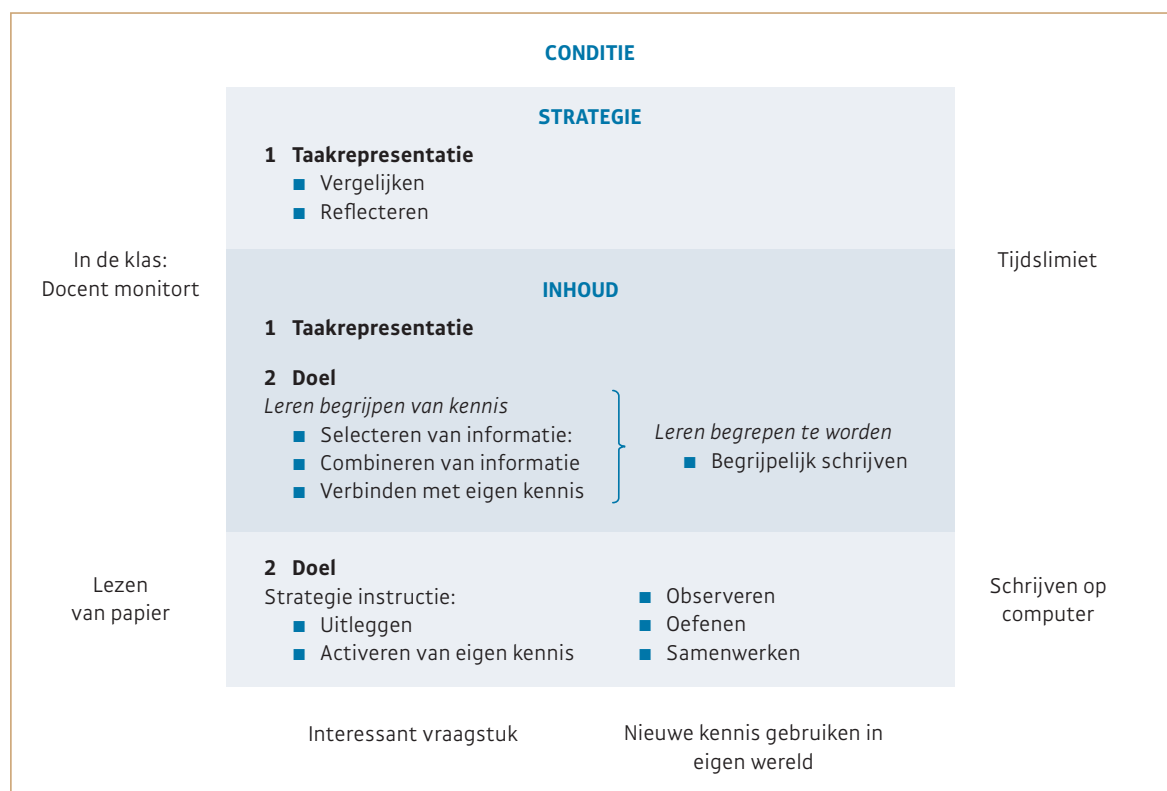 CONDITIE
STRATEGIE
1 Taakrepresentatie
■ Vergelijken
■ Reflecteren
In de klas:
Docent monitort
Tijdslimiet
INHOUD
1 Taakrepresentatie
2 Doel
Leren begrijpen van kennis
■ Selecteren van informatie:
■ Combineren van informatie
■ Verbinden met eigen kennis
Leren begrepen te worden
■ Begrijpelijk schrijven
Lezen
van papier
2 Doel
Strategie instructie:
■ Uitleggen
■ Activeren van eigen kennis
■ Observeren
■ Oefenen
■ Samenwerken
Schrijven op
computer
Interessant vraagstuk
Nieuwe kennis gebruiken in
eigen wereld